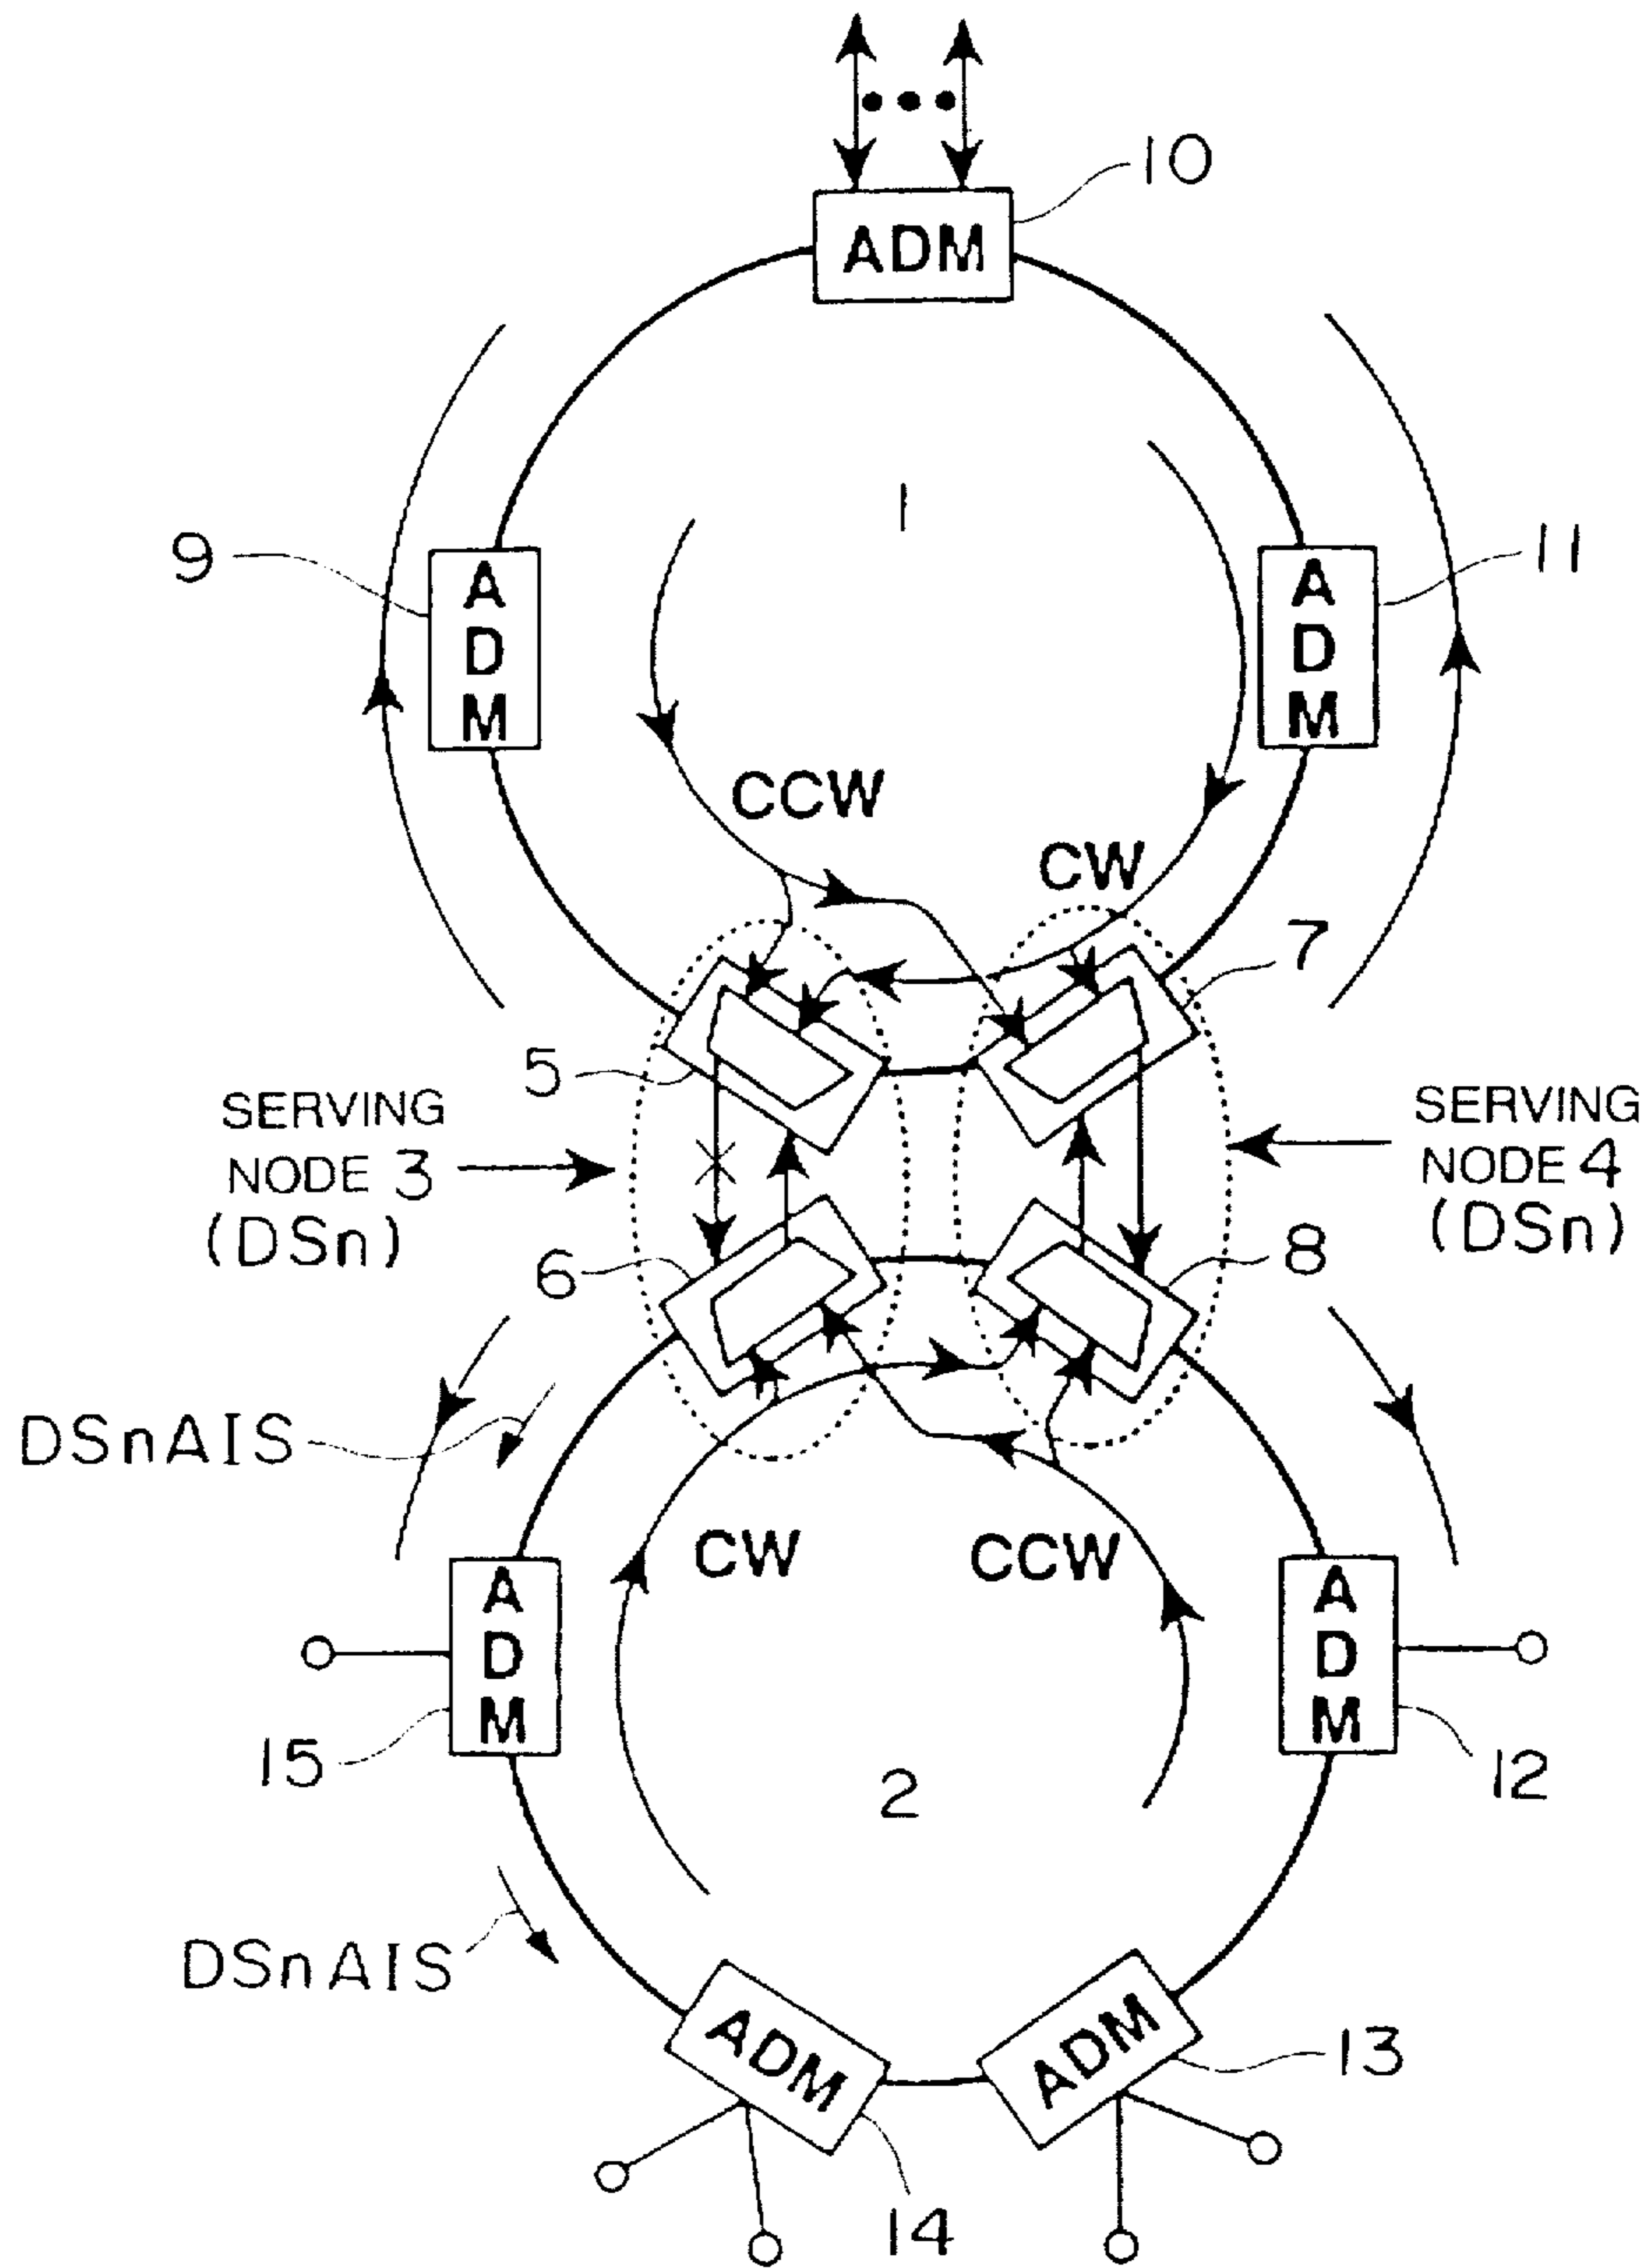 10
ADM
1
9
ADM
11
ADM
CCW
CW
7
5
SERVING
NODE 3
(DSn)
SERVING
NODE 4
(DSn)
6
8
DSnAIS
CW
CCW
ADM
ADM
15
2
12
DSnAIS
ADM
ADM
13
14